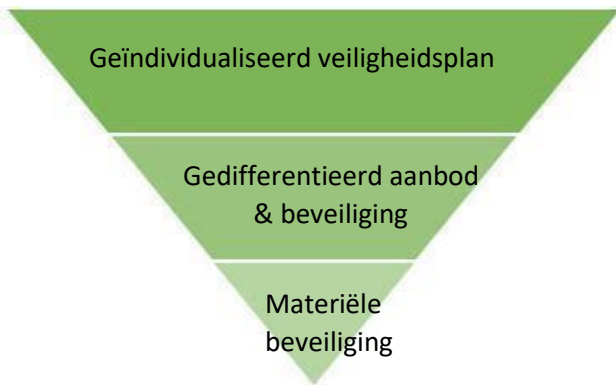 Geïndividualiseerd veiligheidsplan
Gedifferentieerd aanbod
& beveiliging
Materiële
beveiliging